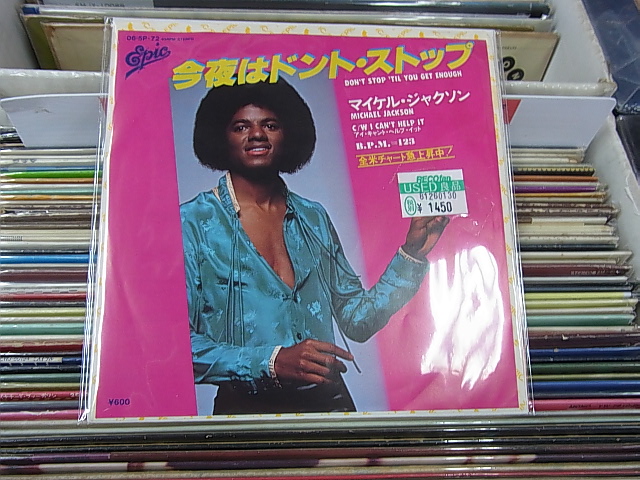 06·5P-72
Epic
今夜はドント・ストップ
DON'T STOP 'TIL YOU GET ENOUGH
マイケル・ジャクソン
MICHAEL JACKSON
C/W I CAN'T HELP IT
アイ・キャント・ヘルプ・イット
B.P.M.=123
全米チャート急上昇中!
RECOfan
USED良品
61260130
¥ 1450
¥600